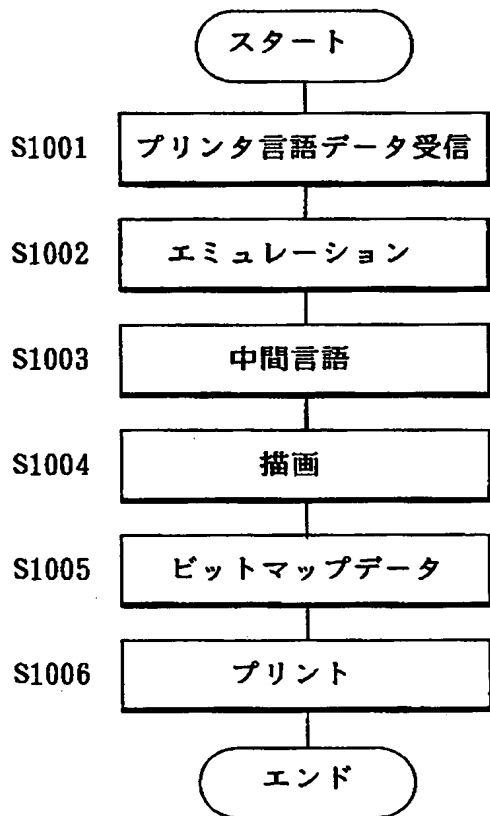 スタート
S1001 プリンタ言語データ受信
S1002 エミュレーション
S1003 中間言語
S1004 描画
S1005 ビットマップデータ
S1006 プリント
エンド